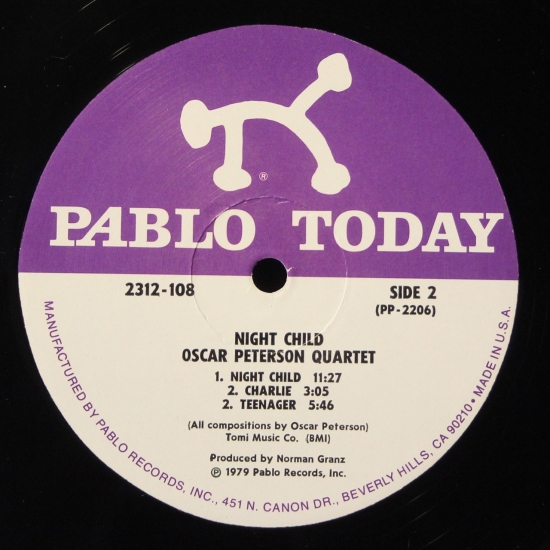 ®
PABLO TODAY
2312-108
SIDE 2
(PP-2206)
NIGHT CHILD
OSCAR PETERSON QUARTET
1. NIGHT CHILD 11:27
2. CHARLIE 3:05
2. TEENAGER 5:46
(All compositions by Oscar Peterson)
Tomi Music Co. (BMI)
Produced by Norman Granz
℗ 1979 Pablo Records, Inc.
MANUFACTURED BY PABLO RECORDS, INC., 451 N. CANON DR., BEVERLY HILLS, CA 90210 • MADE IN U.S.A.